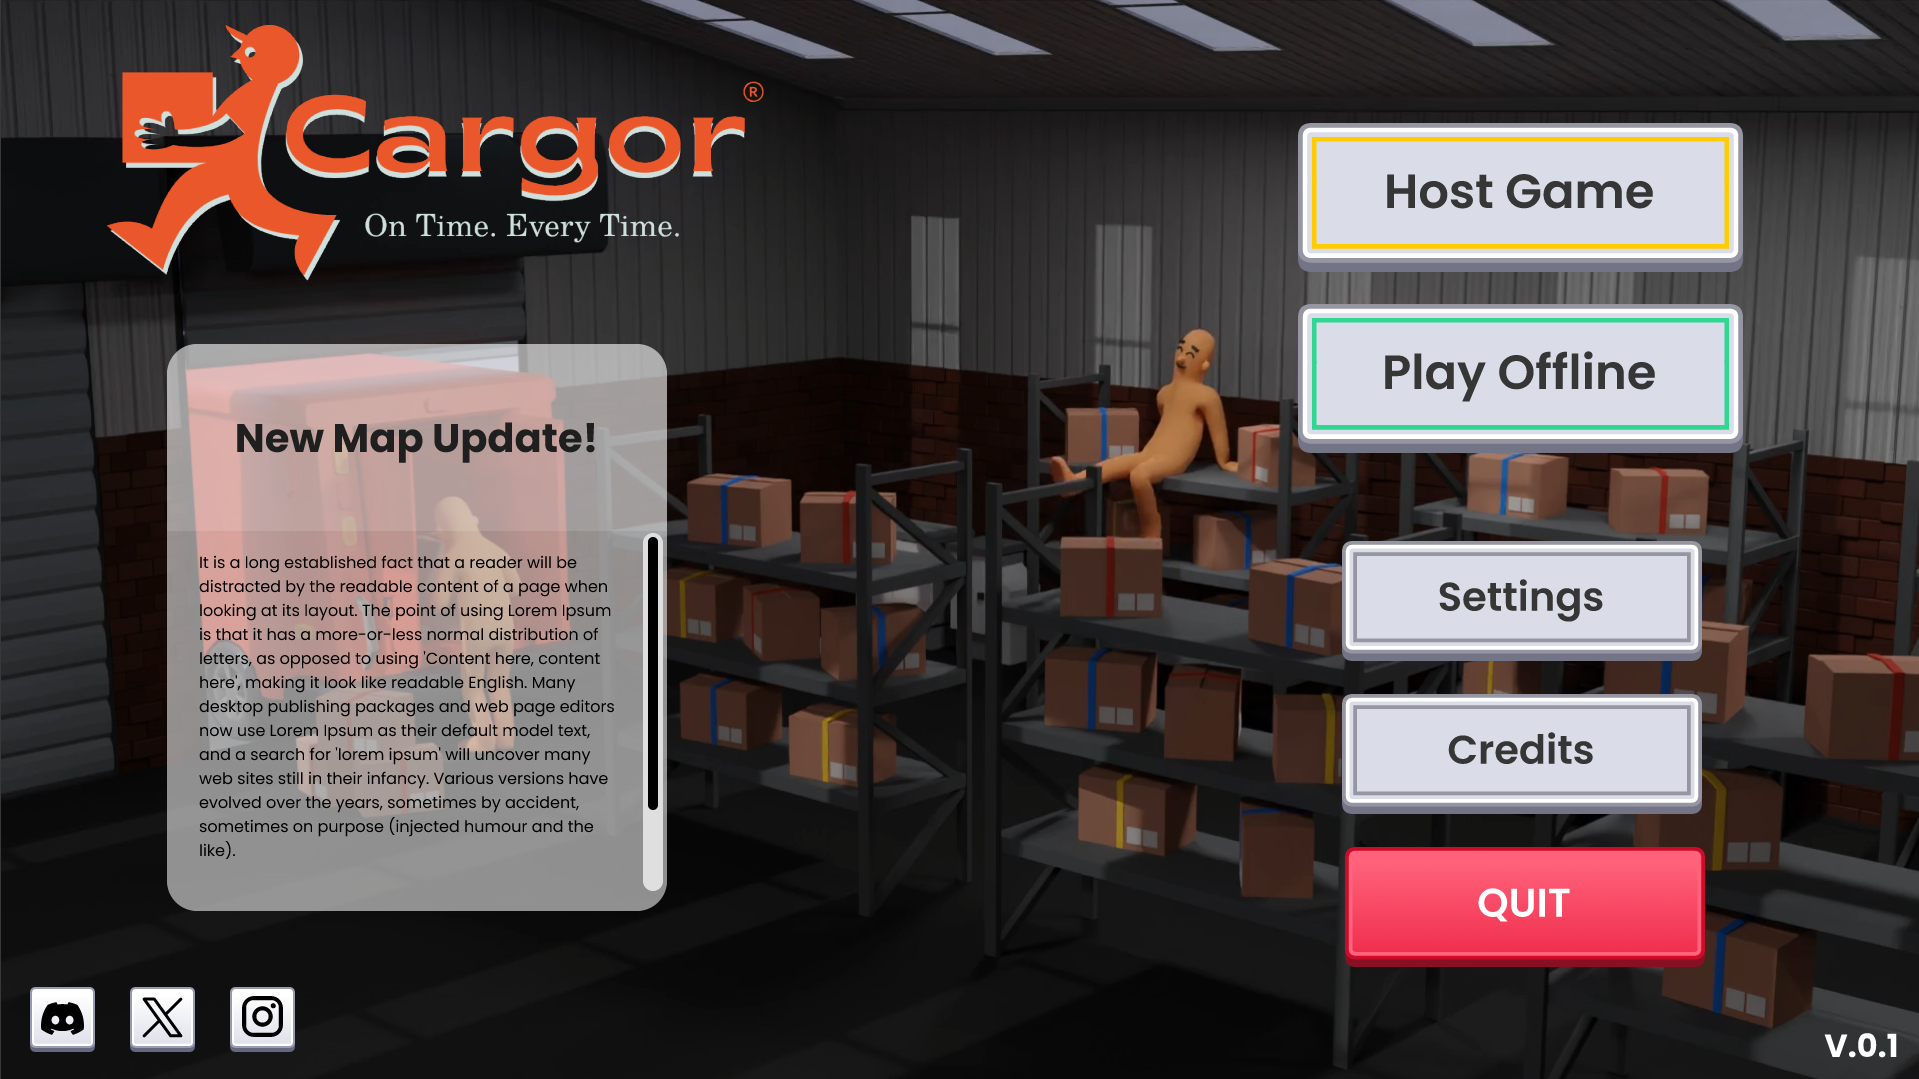 Cargor®
On Time. Every Time.
New Map Update!
It is a long established fact that a reader will be
distracted by the readable content of a page when
looking at its layout. The point of using Lorem Ipsum
is that it has a more-or-less normal distribution of
letters, as opposed to using 'Content here, content
here', making it look like readable English. Many
desktop publishing packages and web page editors
now use Lorem Ipsum as their default model text,
and a search for 'lorem ipsum' will uncover many
web sites still in their infancy. Various versions have
evolved over the years, sometimes by accident,
sometimes on purpose (injected humour and the
like).
Host Game
Play Offline
Settings
Credits
QUIT
V.0.1